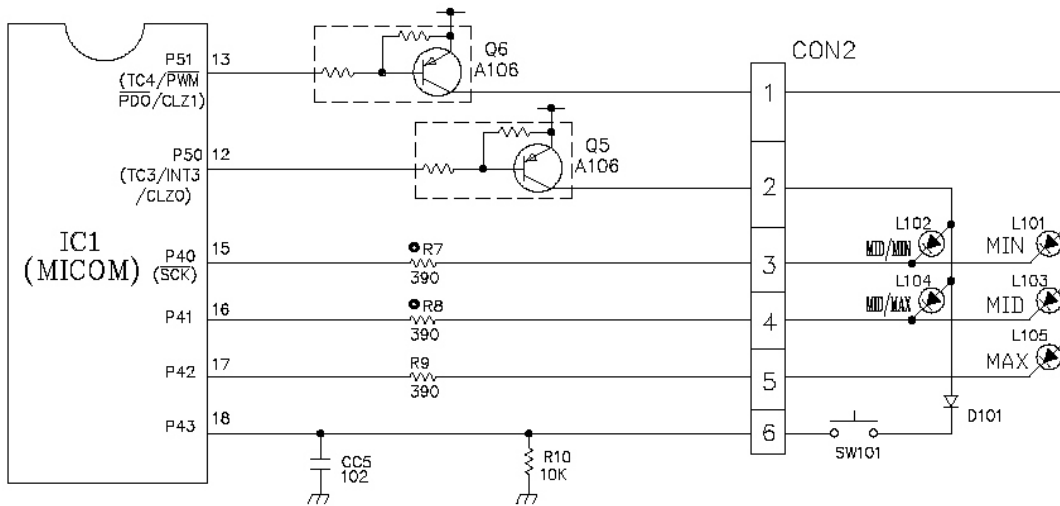 CON2
Q6
A106
P51
13
(TC4/PWM
PDO/CLZ1)
1
Q5
A106
P50
12
(TC3/INT3
/CLZ0)
2
IC1
(MICOM)
P40
15
(SCK)
R7
390
3
MID/MIN
L102
MIN
L101
P41
16
R8
390
4
MID/MAX
L104
MID
L103
P42
17
R9
390
5
MAX
L105
P43
18
6
D101
SW101
CC5
102
R10
10K